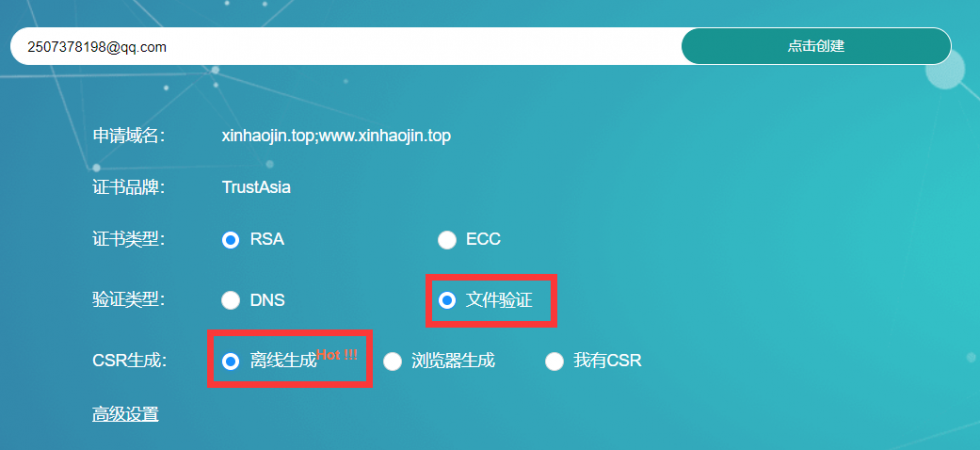 2507378198@qq.com 点击创建
申请域名： xinhaojin.top;www.xinhaojin.top
证书品牌： TrustAsia
证书类型： RSA ECC
验证类型： DNS 文件验证
CSR生成： 离线生成Hot !!! 浏览器生成 我有CSR
高级设置